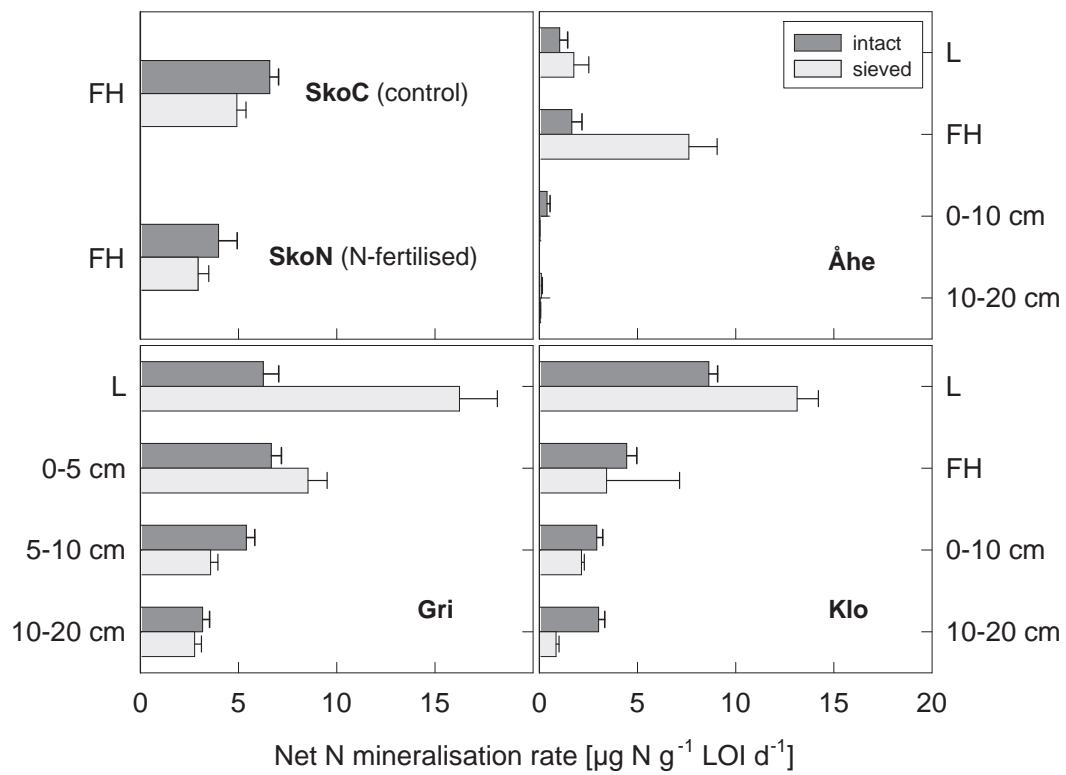 FH
SkoC (control)
FH
SkoN (N-fertilised)
intact
sieved
L
FH
0-10 cm
Åhe
10-20 cm
L
0-5 cm
5-10 cm
10-20 cm
Gri
L
FH
0-10 cm
Klo
10-20 cm
0 5 10 15 0 5 10 15 20
Net N mineralisation rate [µg N g⁻¹ LOI d⁻¹]